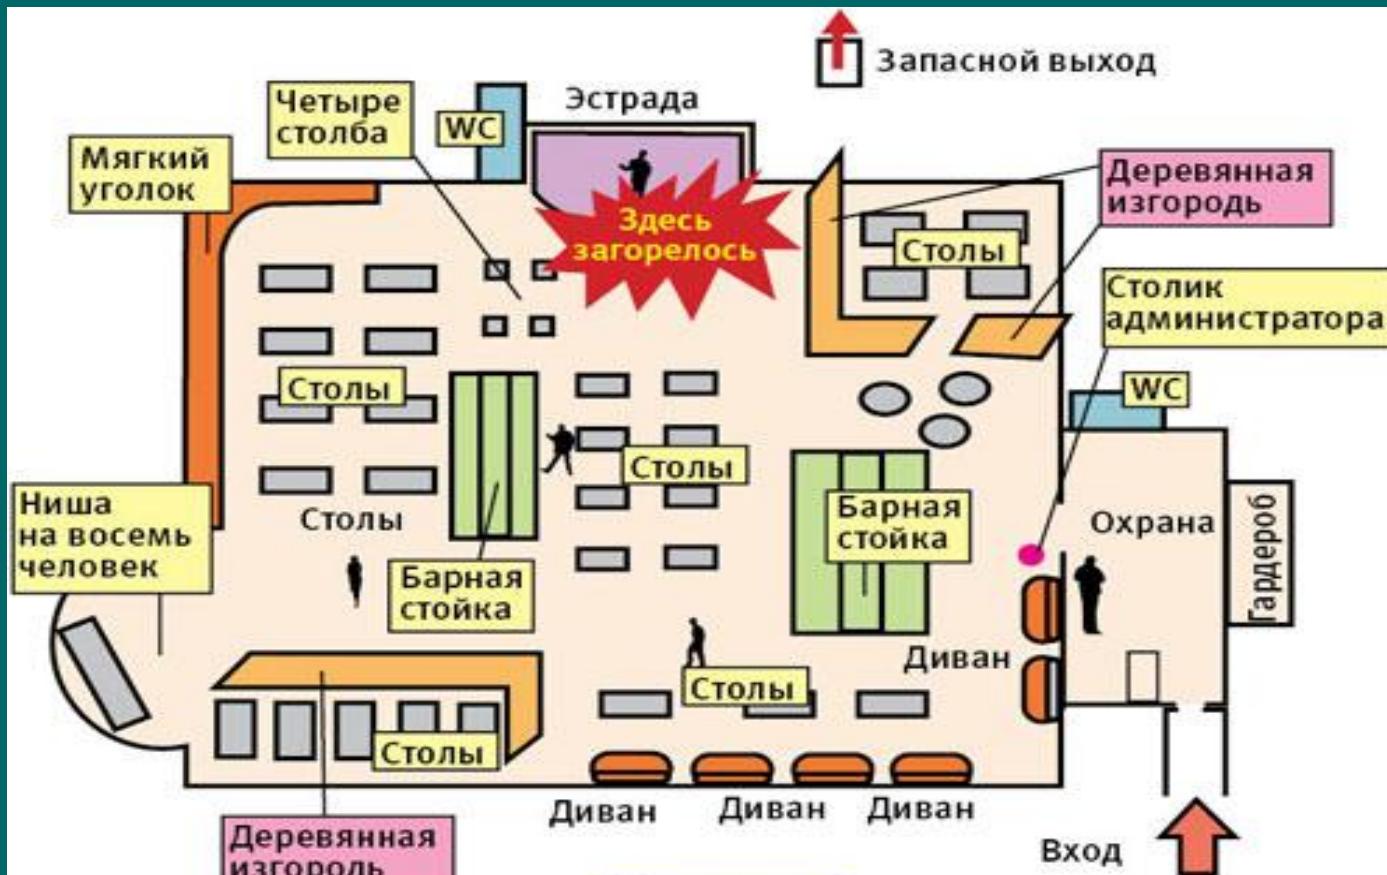 Запасной выход
Четыре
столба
WC
Эстрада
Мягкий
уголок
Деревянная
изгородь
Здесь
загорелось
Столы
Столик
администратора
Столы
WC
Столы
Ниша
на восемь
человек
Столы
Барная
стойка
Охрана
Гардероб
Барная
стойка
Диван
Столы
Столы
Диван
Диван
Диван
Деревянная
изгородь
Вход